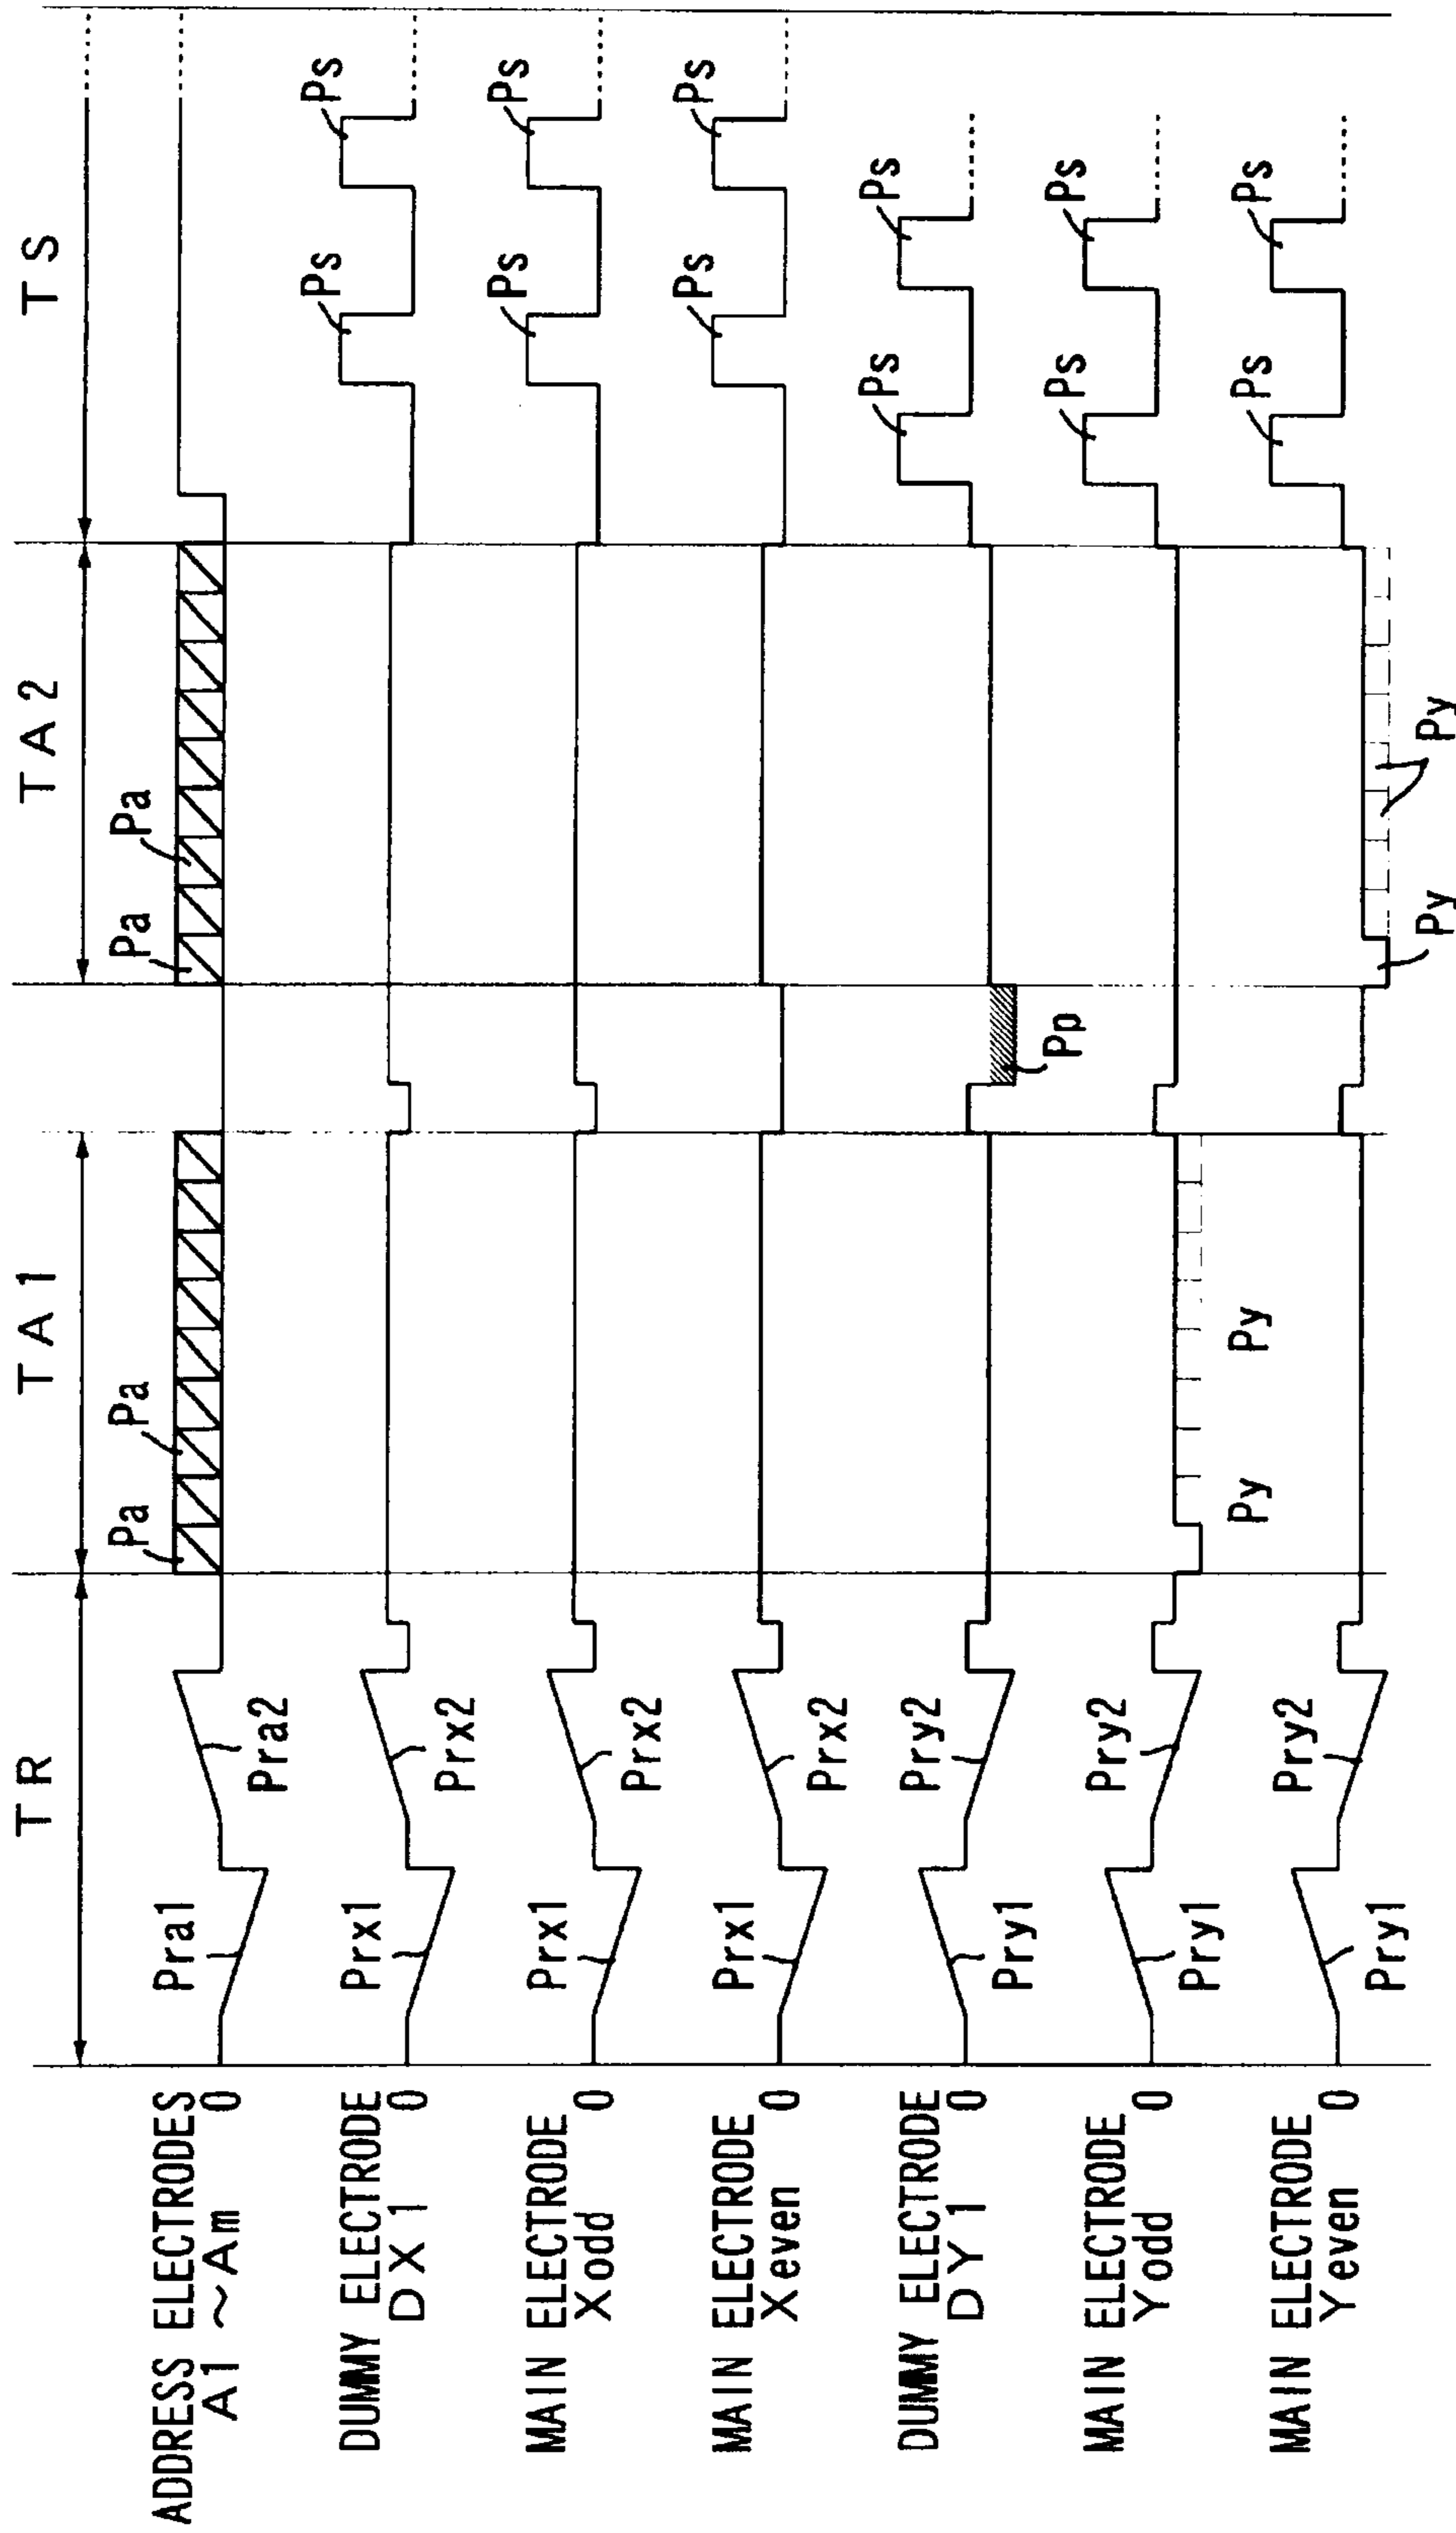 TR
TA1
TA2
TS
ADDRESS ELECTRODES
A1 ~Am
0
Pra1
Pra2
Pa
Pa
Pa
Pa
DUMMY ELECTRODE
DX1
0
Prx1
Prx2
Ps
Ps
MAIN ELECTRODE
Xodd
0
Prx1
Prx2
Ps
Ps
MAIN ELECTRODE
Xeven
0
Prx1
Prx2
Ps
Ps
DUMMY ELECTRODE
DY1
0
Pry1
Pry2
Pp
Ps
Ps
MAIN ELECTRODE
Yodd
0
Pry1
Pry2
Py
Py
Ps
Ps
MAIN ELECTRODE
Yeven
0
Pry1
Pry2
Py
Py
Ps
Ps